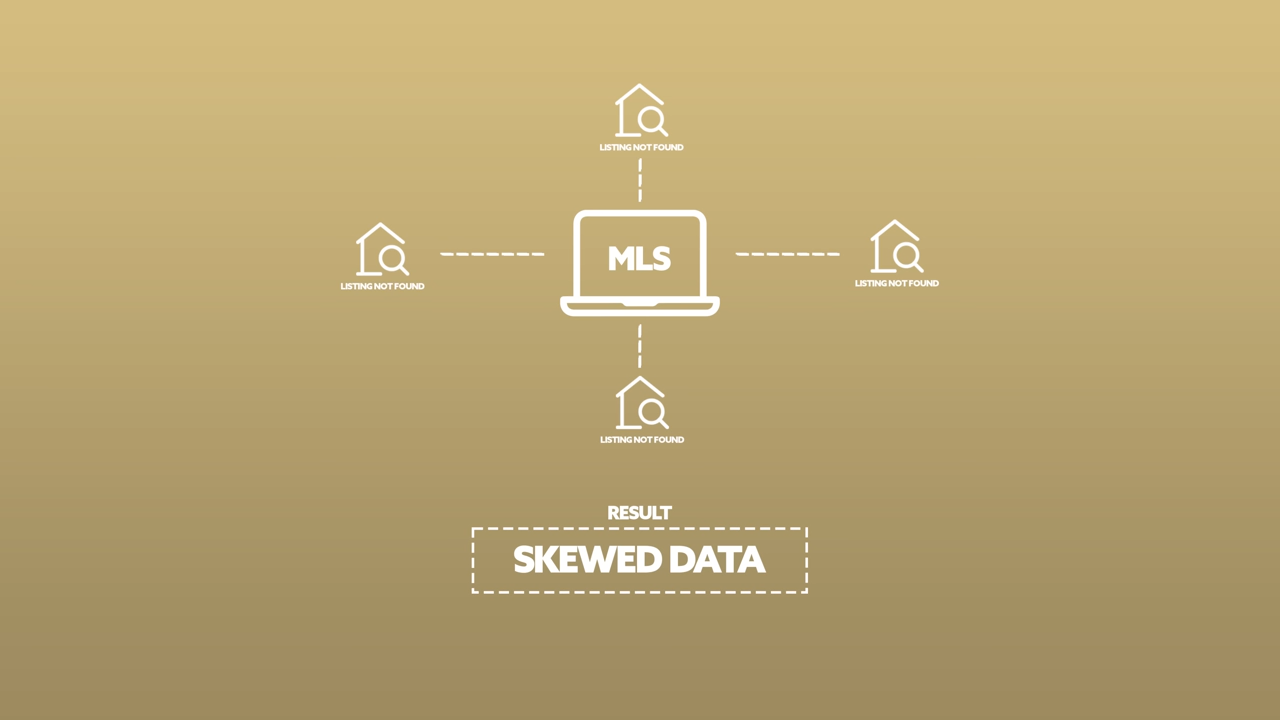 LISTING NOT FOUND
MLS
LISTING NOT FOUND
LISTING NOT FOUND
LISTING NOT FOUND
RESULT
SKEWED DATA